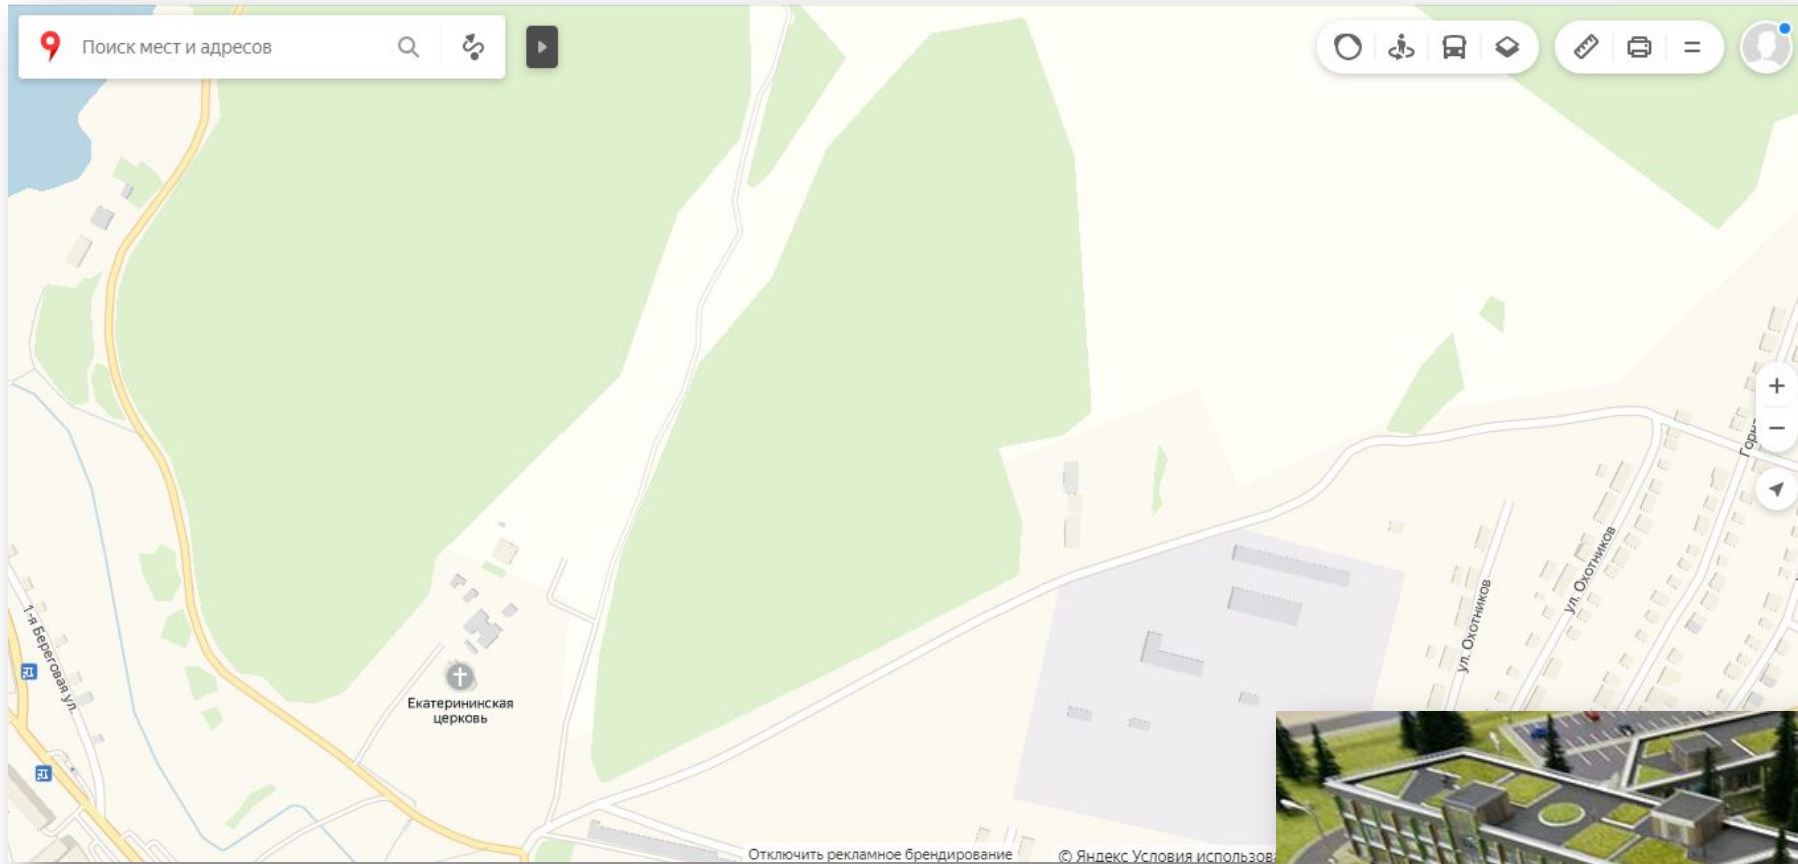 Поиск мест и адресов
ул. Охотников
ул. Охотников
1-я Береговая ул.
Екатерининская
церковь
Отключить рекламное брендирование
© Яндекс Условия использов